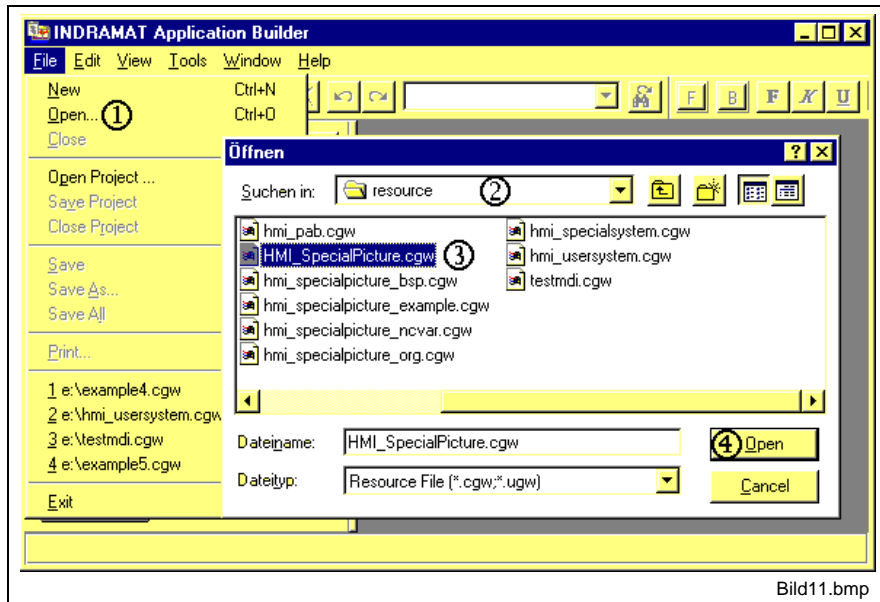 INDRAMAT Application Builder
File Edit View Tools Window Help
New Ctrl+N
Open... ① Ctrl+O
Close
Open Project ...
Save Project
Close Project
Save
Save As...
Save All
Print...
1 e:\example4.cgw
2 e:\hmi_usersystem.cgw
3 e:\testmdi.cgw
4 e:\example5.cgw
Exit
F B F K U
Öffnen
Suchen in: resource ②
hmi_pab.cgw
HMI_SpecialPicture.cgw ③
hmi_specialpicture_bsp.cgw
hmi_specialpicture_example.cgw
hmi_specialpicture_ncvar.cgw
hmi_specialpicture_org.cgw
hmi_specialsystem.cgw
hmi_usersystem.cgw
testmdi.cgw
Dateiname: HMI_SpecialPicture.cgw ④ Open
Dateityp: Resource File (*.cgw;*.ugw) Cancel
Bild11.bmp